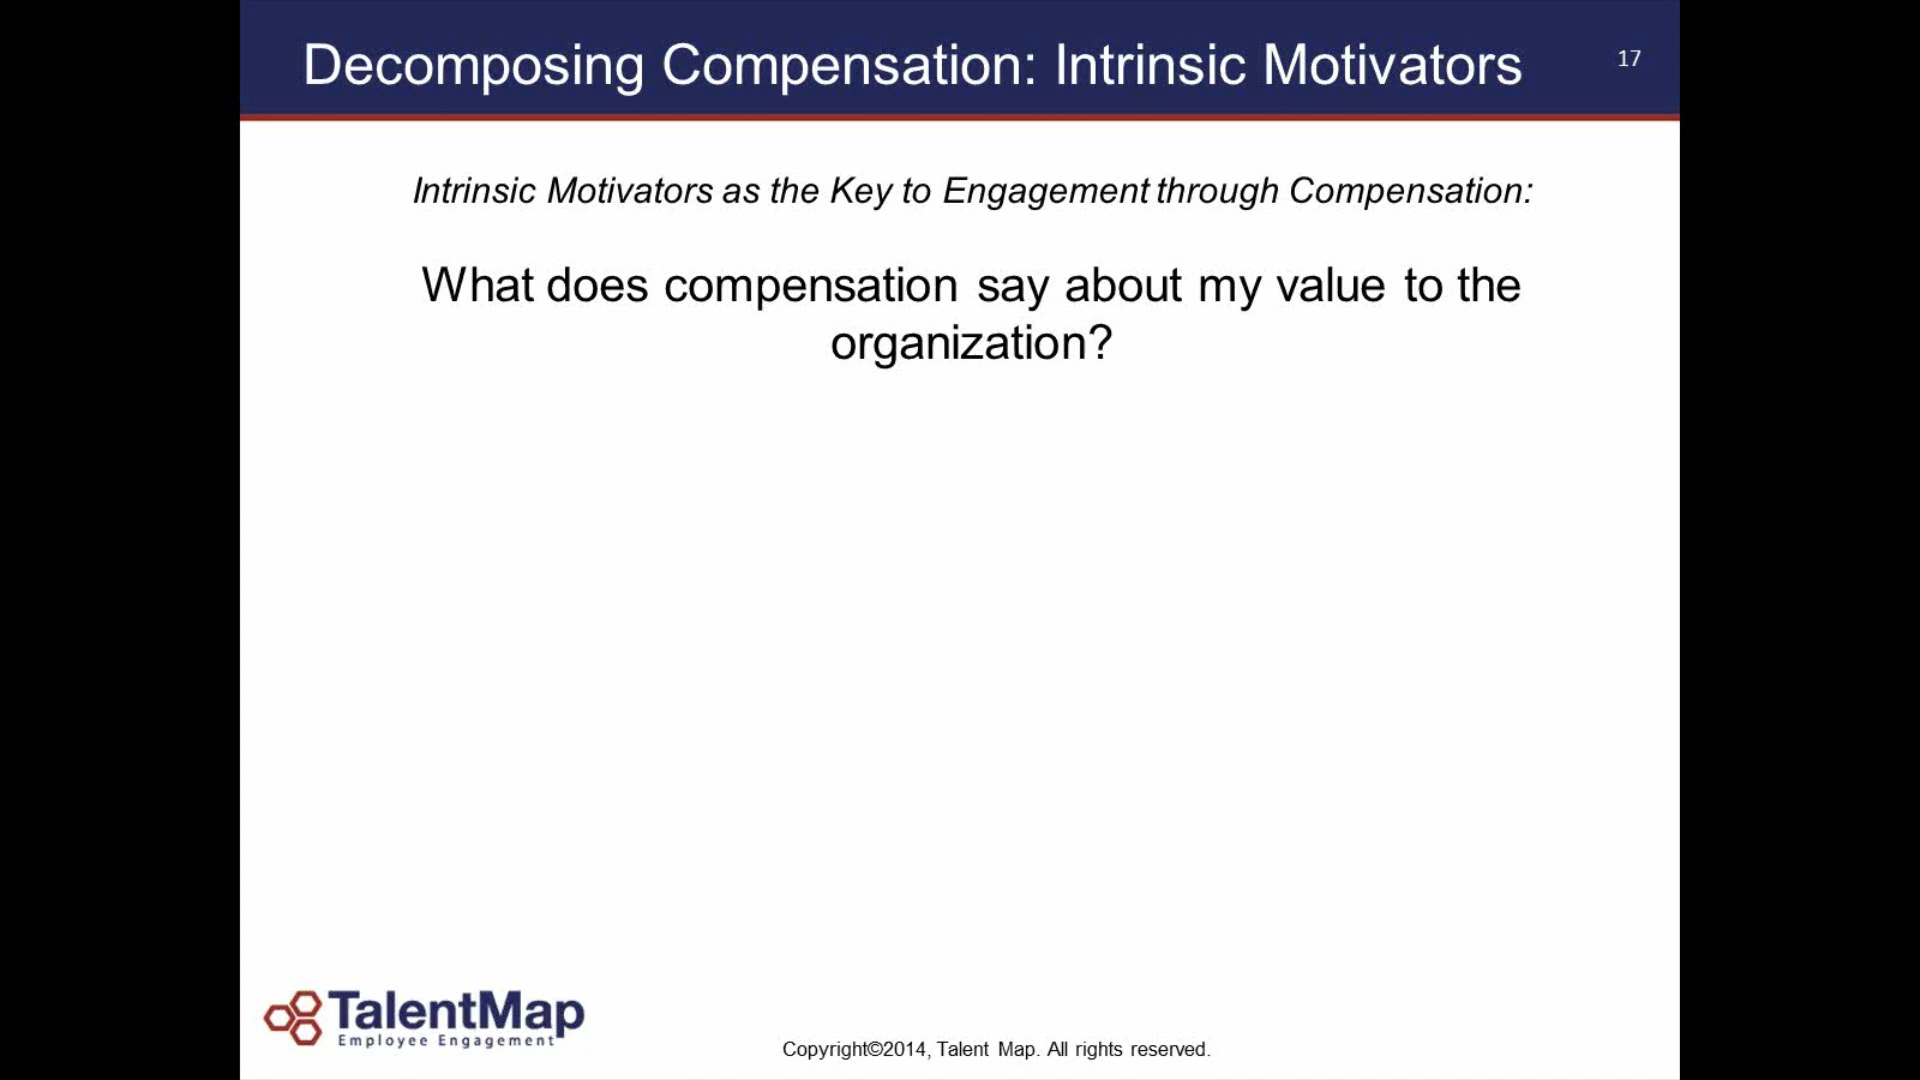 Decomposing Compensation: Intrinsic Motivators
17
Intrinsic Motivators as the Key to Engagement through Compensation:
What does compensation say about my value to the
organization?
TalentMap
Employee Engagement
Copyright©2014, Talent Map. All rights reserved.